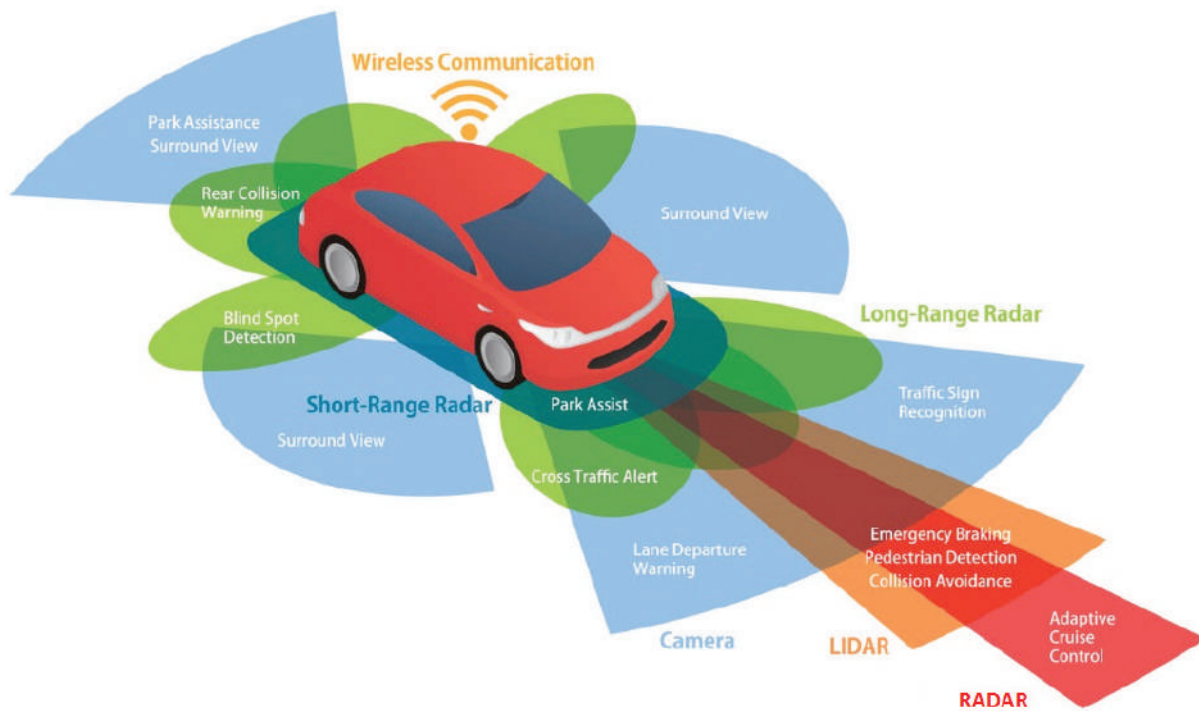 Wireless Communication
Park Assistance
Surround View
Rear Collision
Warning
Surround View
Blind Spot
Detection
Long-Range Radar
Short-Range Radar
Park Assist
Traffic Sign
Recognition
Surround View
Cross Traffic Alert
Lane Departure
Warning
Emergency Braking
Pedestrian Detection
Collision Avoidance
Camera
LIDAR
Adaptive
Cruise
Control
RADAR